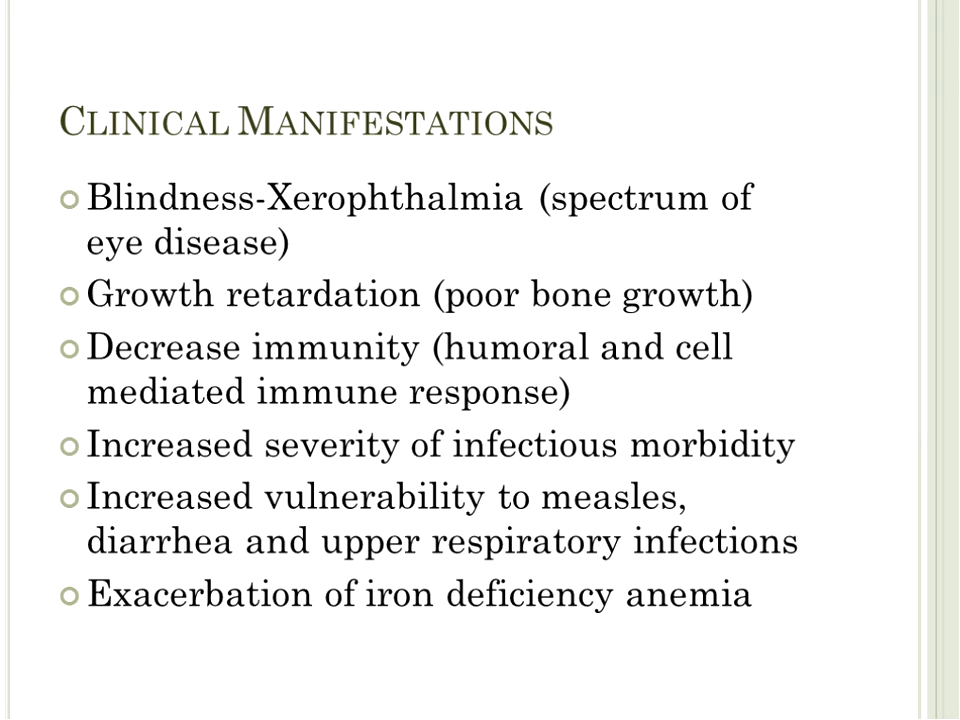 CLINICAL MANIFESTATIONS
Blindness-Xerophthalmia (spectrum of
eye disease)
Growth retardation (poor bone growth)
Decrease immunity (humoral and cell
mediated immune response)
Increased severity of infectious morbidity
Increased vulnerability to measles,
diarrhea and upper respiratory infections
Exacerbation of iron deficiency anemia